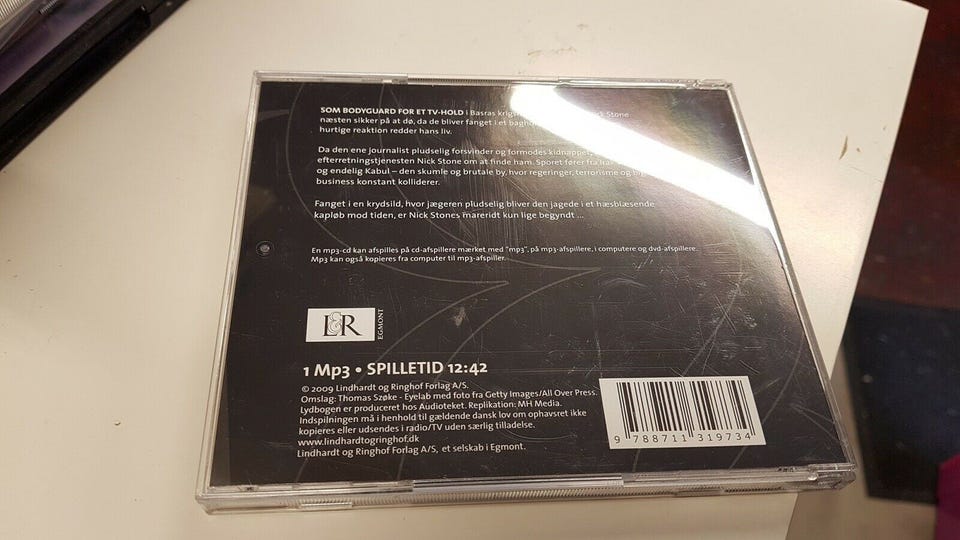 SOM BODYGUARD FOR ET TV-HOLD i Basras Stone
næsten sikker på at dø, da de bliver fanget i et
hurtige reaktion redder hans liv.
Da den ene journalist pludselig forsvinder og formodes
efterretningstjenesten Nick Stone om at finde ham. Sporet fører fra
og endelig Kabul – den skumle og brutale by, hvor regeringer, terrorisme og
business konstant kolliderer.
Fanget i en krydsild, hvor jægeren pludselig bliver den jagede i et hæsblæsende
kapløb mod tiden, er Nick Stones mareridt kun lige begyndt ...
En mp3-cd kan afspilles på cd-afspillere mærket med "mp3", på mp3-afspillere, i computere og dvd-afspillere.
Mp3 kan også kopieres fra computer til mp3-afspiller.
L&R
EGMONT
1 Mp3 • SPILLETID 12:42
© 2009 Lindhardt og Ringhof Forlag A/S.
Omslag: Thomas Szøke - Eyelab med foto fra Getty Images/All Over Press.
Lydbogen er produceret hos Audioteket. Replikation: MH Media.
Indspilningen må i henhold til gældende dansk lov om ophavsret ikke
kopieres eller udsendes i radio/TV uden særlig tilladelse.
www.lindhardtogringhof.dk
Lindhardt og Ringhof Forlag A/S, et selskab i Egmont.
9 788711 319734